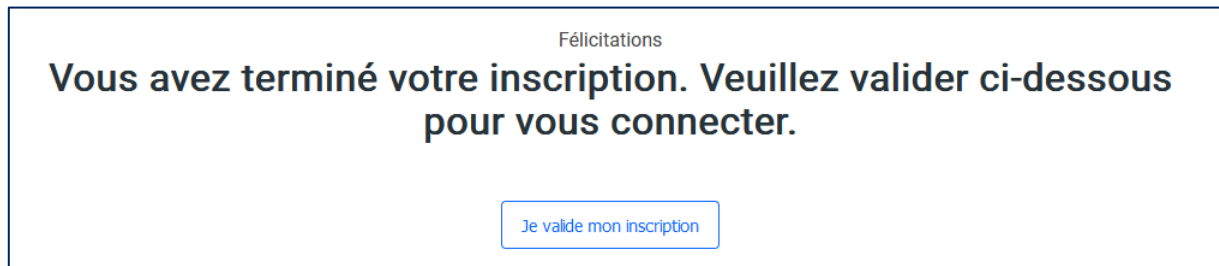 Félicitations
Vous avez terminé votre inscription. Veuillez valider ci-dessous
pour vous connecter.
Je valide mon inscription